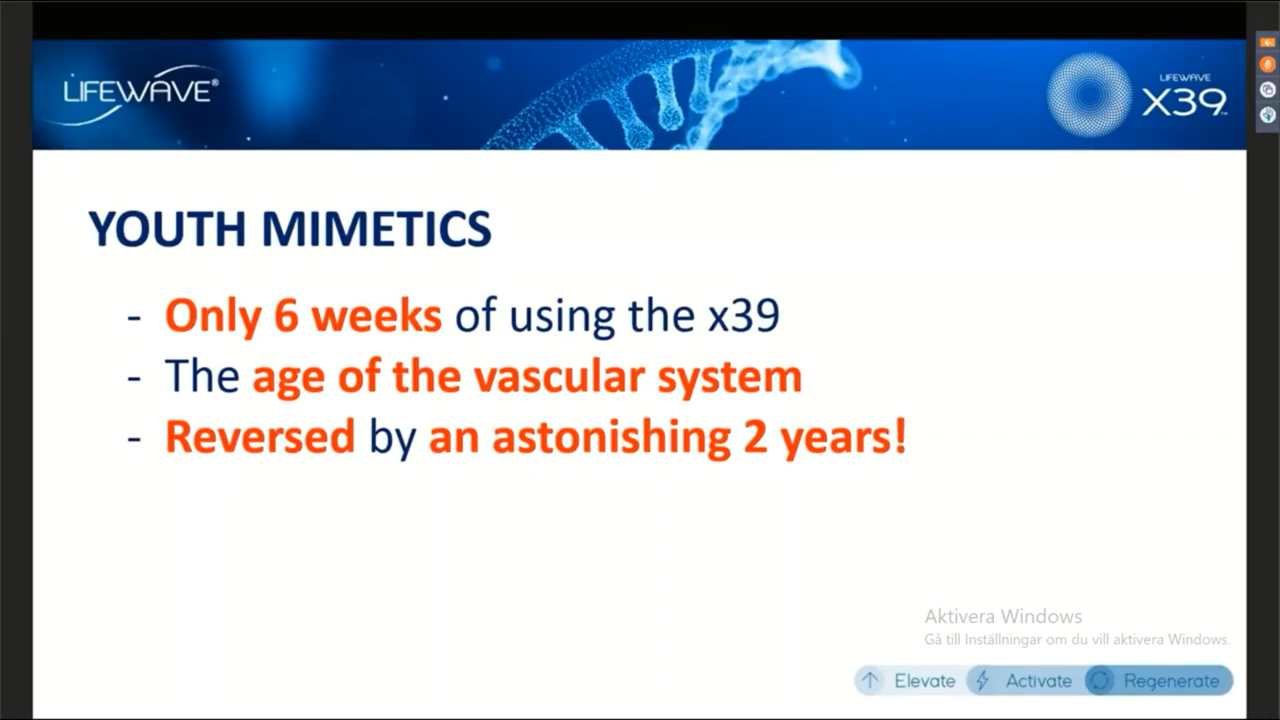 LIFEWAVE®
LIFEWAVE
X39™
YOUTH MIMETICS
- Only 6 weeks of using the x39
- The age of the vascular system
- Reversed by an astonishing 2 years!
Aktivera Windows
Gå till Inställningar om du vill aktivera Windows.
Elevate Activate Regenerate